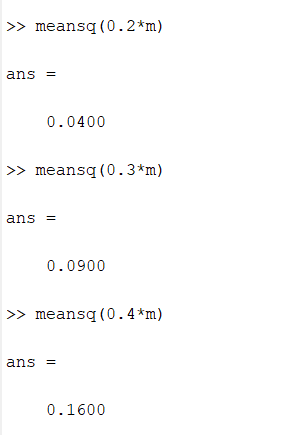 >> meansq(0.2*m)
ans =
0.0400
>> meansq(0.3*m)
ans =
0.0900
>> meansq(0.4*m)
ans =
0.1600